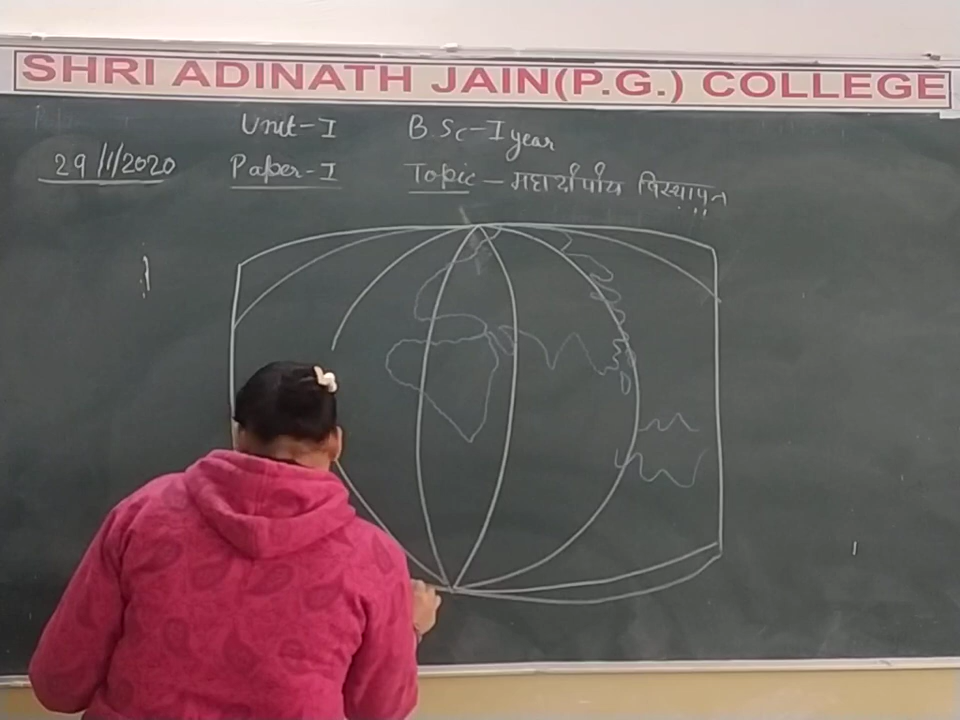 SHRI ADINATH JAIN(P.G.) COLLEGE
Unit-I B.Sc-I year
29/1/2020 Paper-I Topic - महाद्वीपीय विस्थापन